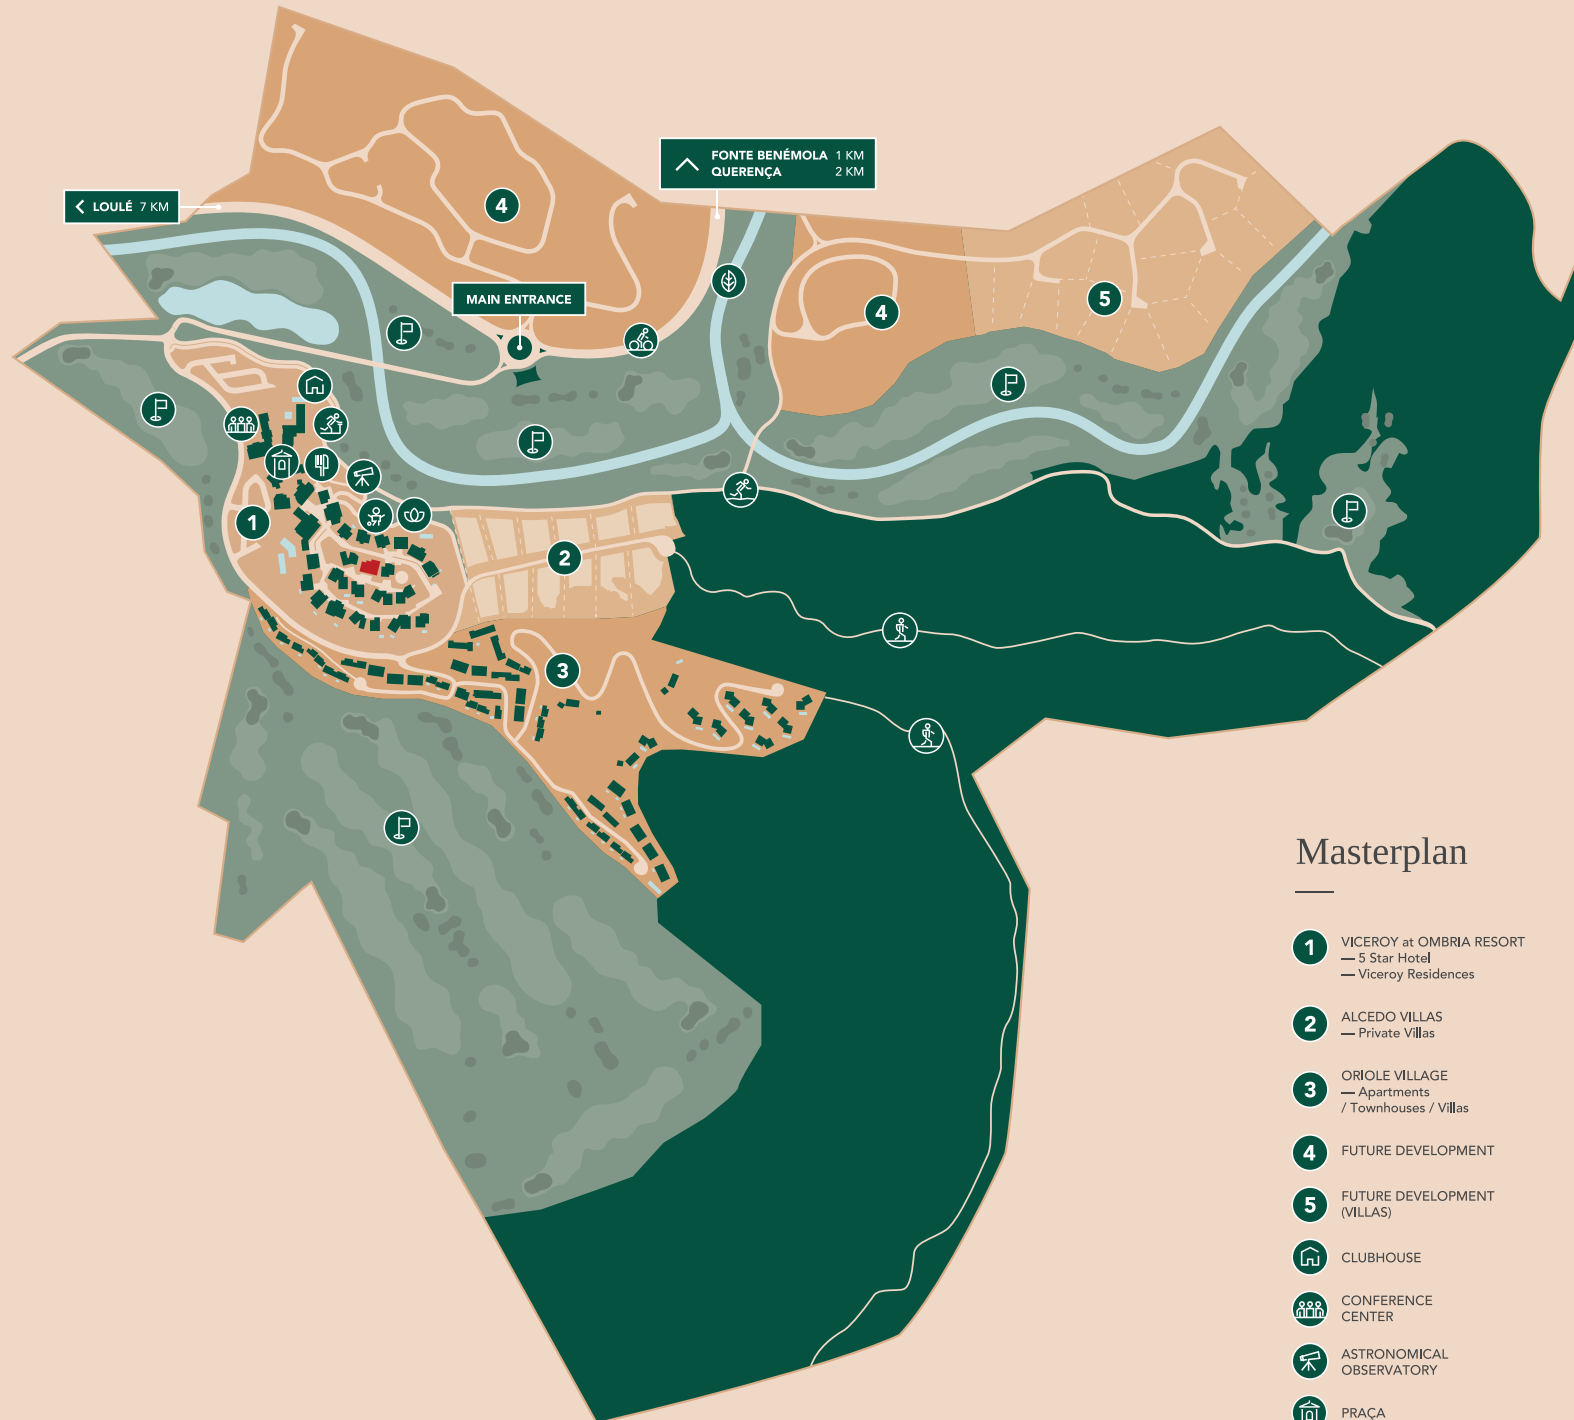 FONTE BENÉMOLA 1 KM
QUERENÇA 2 KM
LOULÉ 7 KM
4
MAIN ENTRANCE
4
5
1
2
3
Masterplan
1 VICEROY at OMBRIA RESORT
— 5 Star Hotel
— Viceroy Residences
2 ALCEDO VILLAS
— Private Villas
3 ORIOLE VILLAGE
— Apartments
/ Townhouses / Villas
4 FUTURE DEVELOPMENT
5 FUTURE DEVELOPMENT
(VILLAS)
CLUBHOUSE
CONFERENCE
CENTER
ASTRONOMICAL
OBSERVATORY
PRAÇA